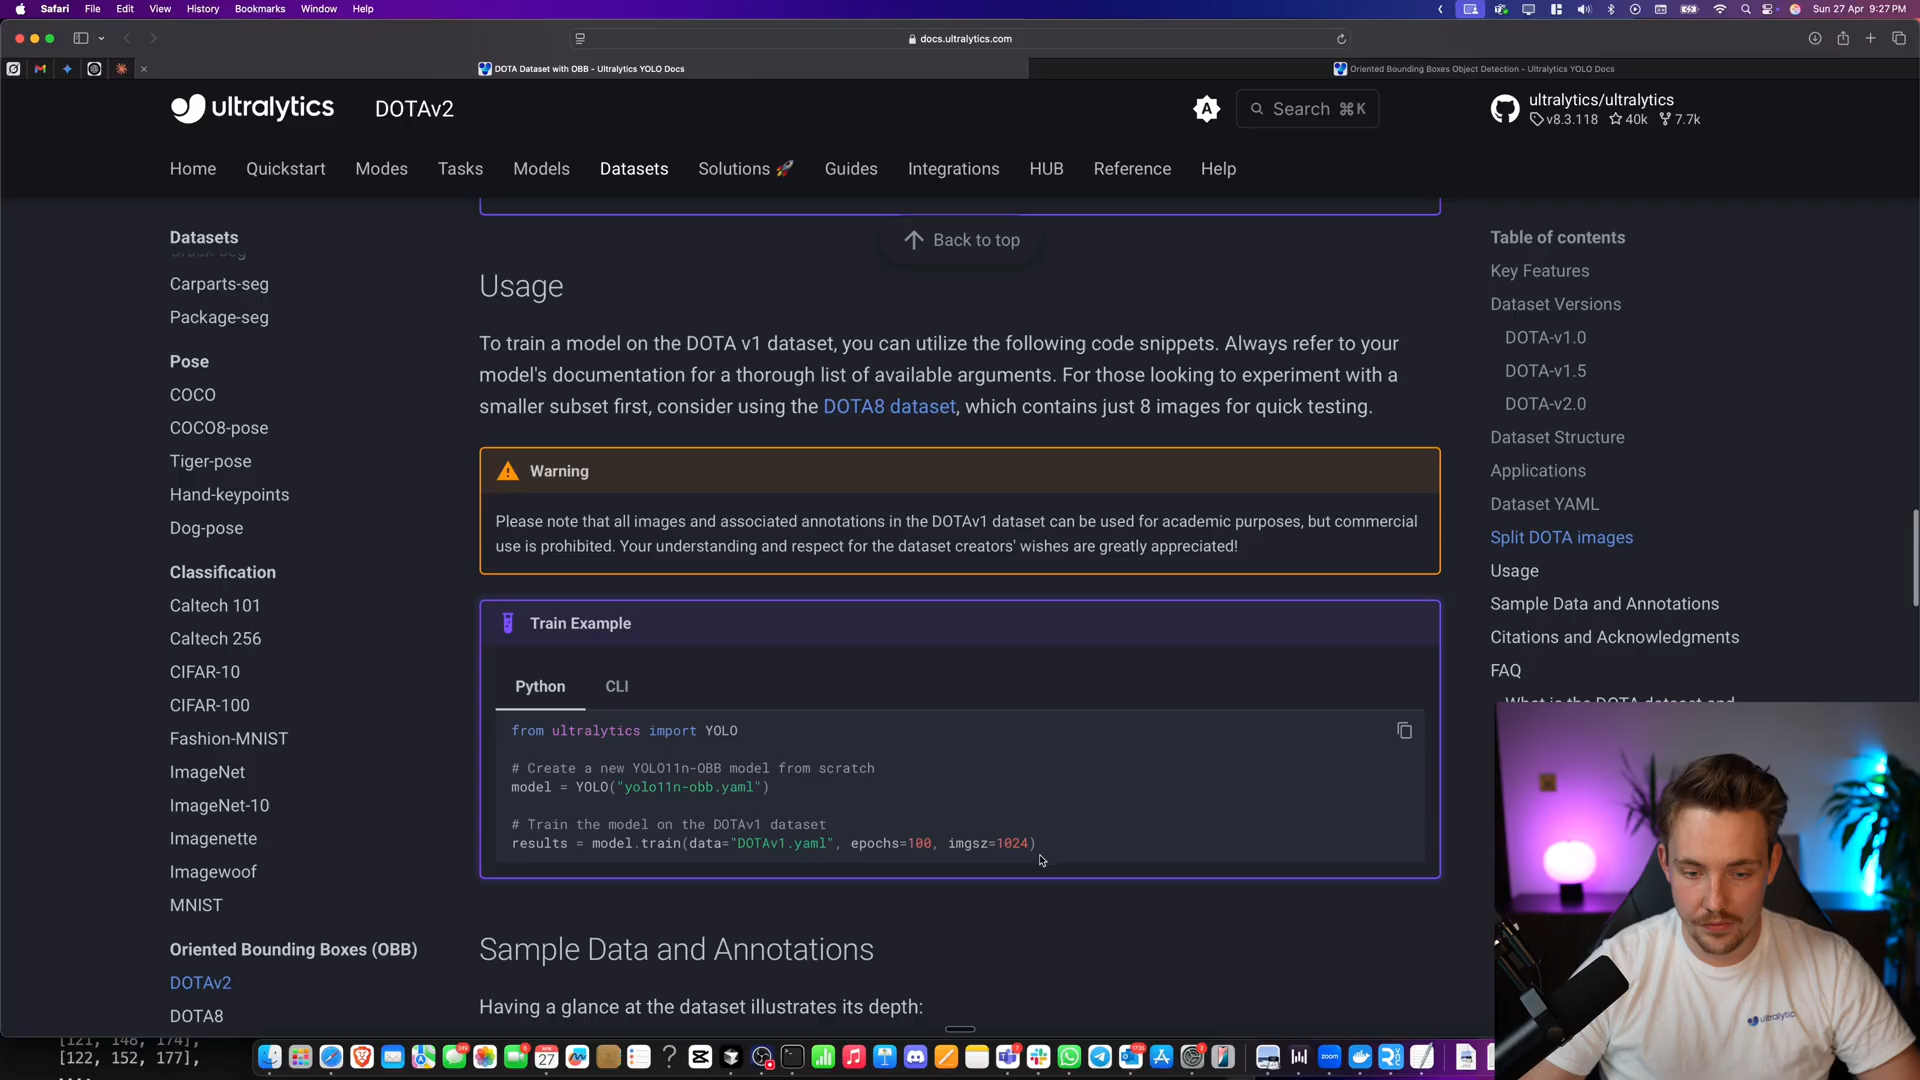 Safari File Edit View History Bookmarks Window Help
Sun 27 Apr 9:27 PM
docs.ultralytics.com
DOTA Dataset with OBB - Ultralytics YOLO Docs
Oriented Bounding Boxes Object Detection - Ultralytics YOLO Docs
ultralytics
DOTAv2
Search ⌘K
ultralytics/ultralytics
v8.3.118 40k 7.7k
Home Quickstart Modes Tasks Models Datasets Solutions 🚀 Guides Integrations HUB Reference Help
Datasets
Crack-seg
Carparts-seg
Package-seg
Pose
COCO
COCO8-pose
Tiger-pose
Hand-keypoints
Dog-pose
Classification
Caltech 101
Caltech 256
CIFAR-10
CIFAR-100
Fashion-MNIST
ImageNet
ImageNet-10
Imagenette
Imagewoof
MNIST
Oriented Bounding Boxes (OBB)
DOTAv2
DOTA8
Back to top
Usage
To train a model on the DOTA v1 dataset, you can utilize the following code snippets. Always refer to your
model's documentation for a thorough list of available arguments. For those looking to experiment with a
smaller subset first, consider using the DOTA8 dataset, which contains just 8 images for quick testing.
Warning
Please note that all images and associated annotations in the DOTAv1 dataset can be used for academic purposes, but commercial
use is prohibited. Your understanding and respect for the dataset creators' wishes are greatly appreciated!
Train Example
Python CLI
from ultralytics import YOLO
# Create a new YOLO11n-OBB model from scratch
model = YOLO("yolo11n-obb.yaml")
# Train the model on the DOTAv1 dataset
results = model.train(data="DOTAv1.yaml", epochs=100, imgsz=1024)
Sample Data and Annotations
Having a glance at the dataset illustrates its depth:
Table of contents
Key Features
Dataset Versions
DOTA-v1.0
DOTA-v1.5
DOTA-v2.0
Dataset Structure
Applications
Dataset YAML
Split DOTA images
Usage
Sample Data and Annotations
Citations and Acknowledgments
FAQ
What is the DOTA dataset and
ultralytics
[121, 148, 174],
[122, 152, 177],